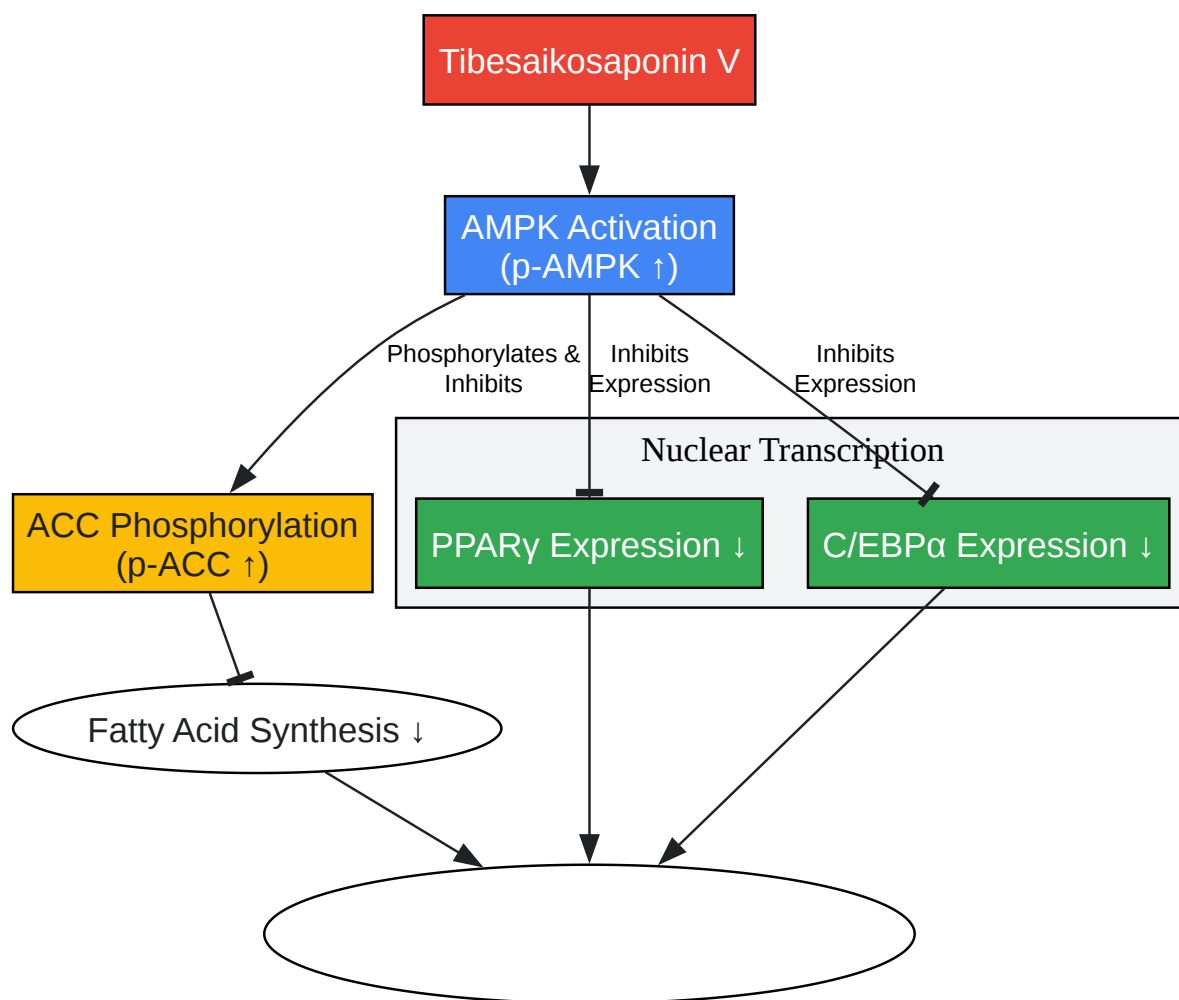 Tibesaikosaponin V
AMPK Activation
(p-AMPK ↑)
Phosphorylates &
Inhibits
Inhibits
Expression
Inhibits
Expression
Nuclear Transcription
ACC Phosphorylation
(p-ACC ↑)
PPARγ Expression ↓
C/EBPα Expression ↓
Fatty Acid Synthesis ↓